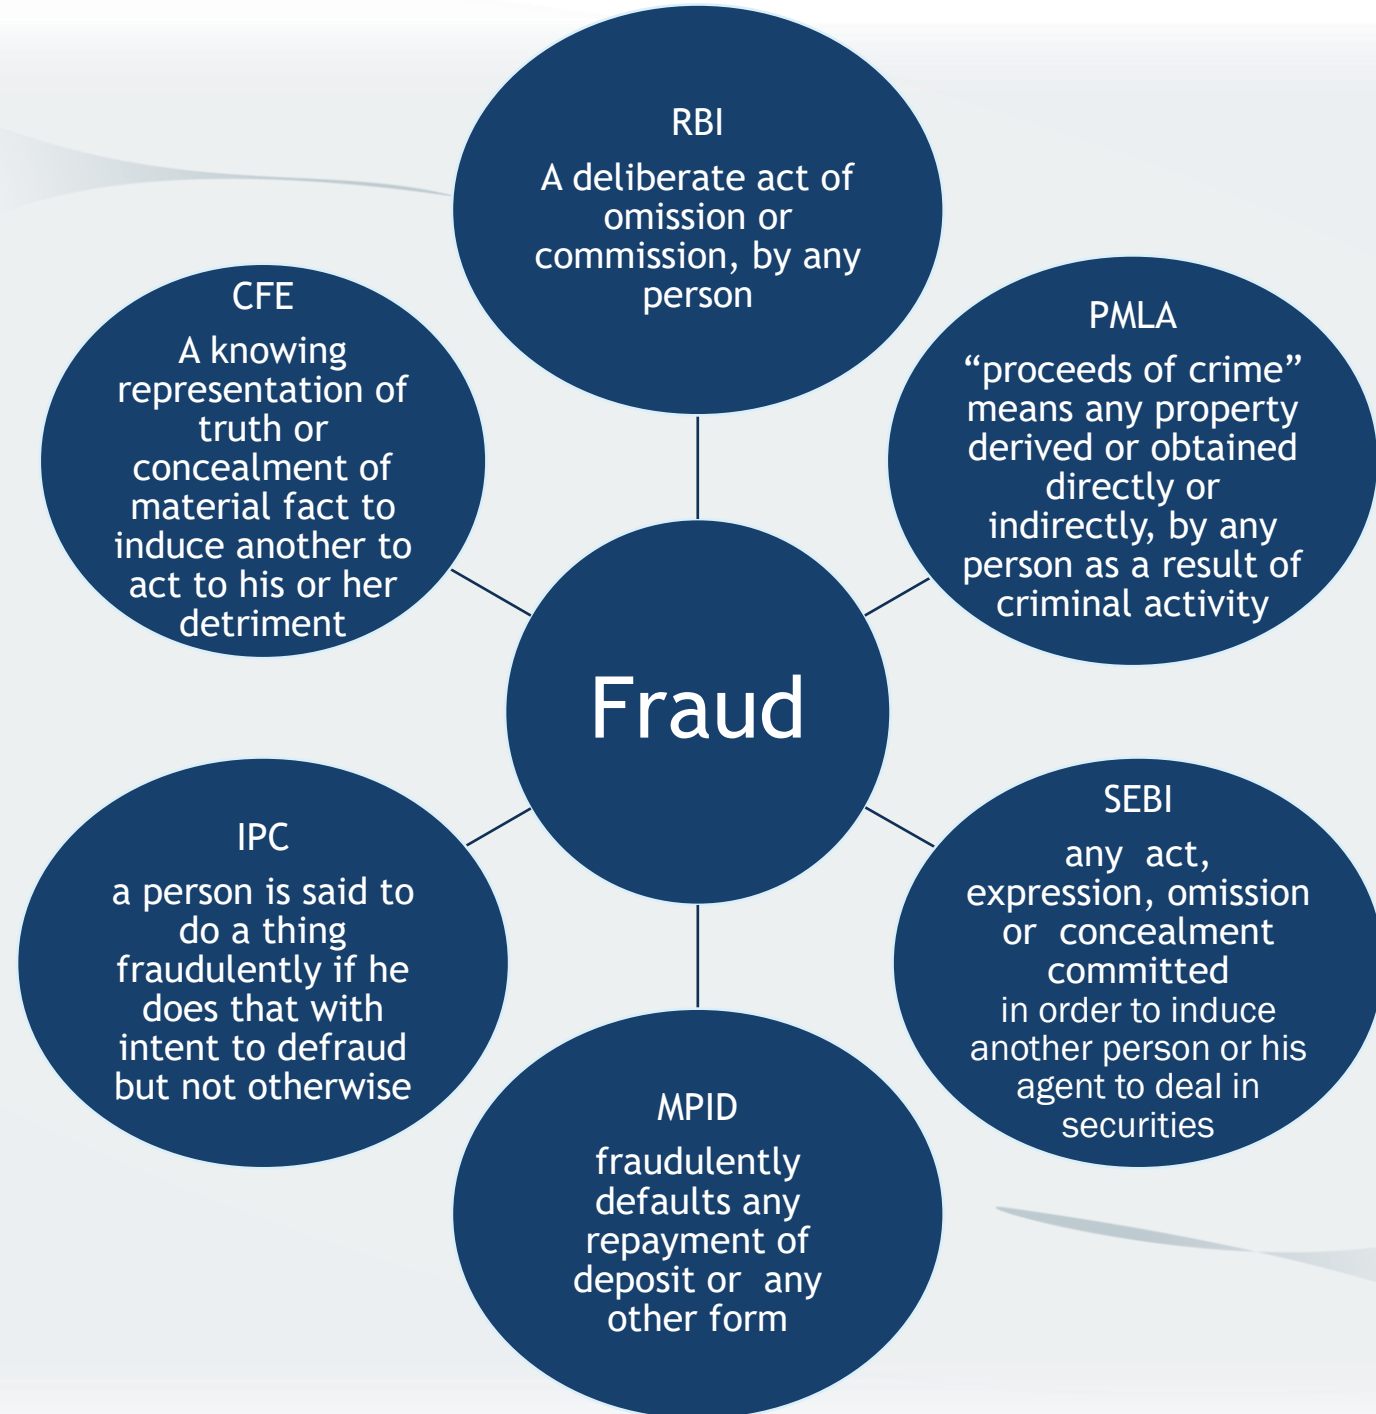 RBI
A deliberate act of
omission or
commission, by any
person
PMLA
“proceeds of crime”
means any property
derived or obtained
directly or
indirectly, by any
person as a result of
criminal activity
SEBI
any act,
expression, omission
or concealment
committed
in order to induce
another person or his
agent to deal in
securities
MPID
fraudulently
defaults any
repayment of
deposit or any
other form
IPC
a person is said to
do a thing
fraudulently if he
does that with
intent to defraud
but not otherwise
CFE
A knowing
representation of
truth or
concealment of
material fact to
induce another to
act to his or her
detriment
Fraud